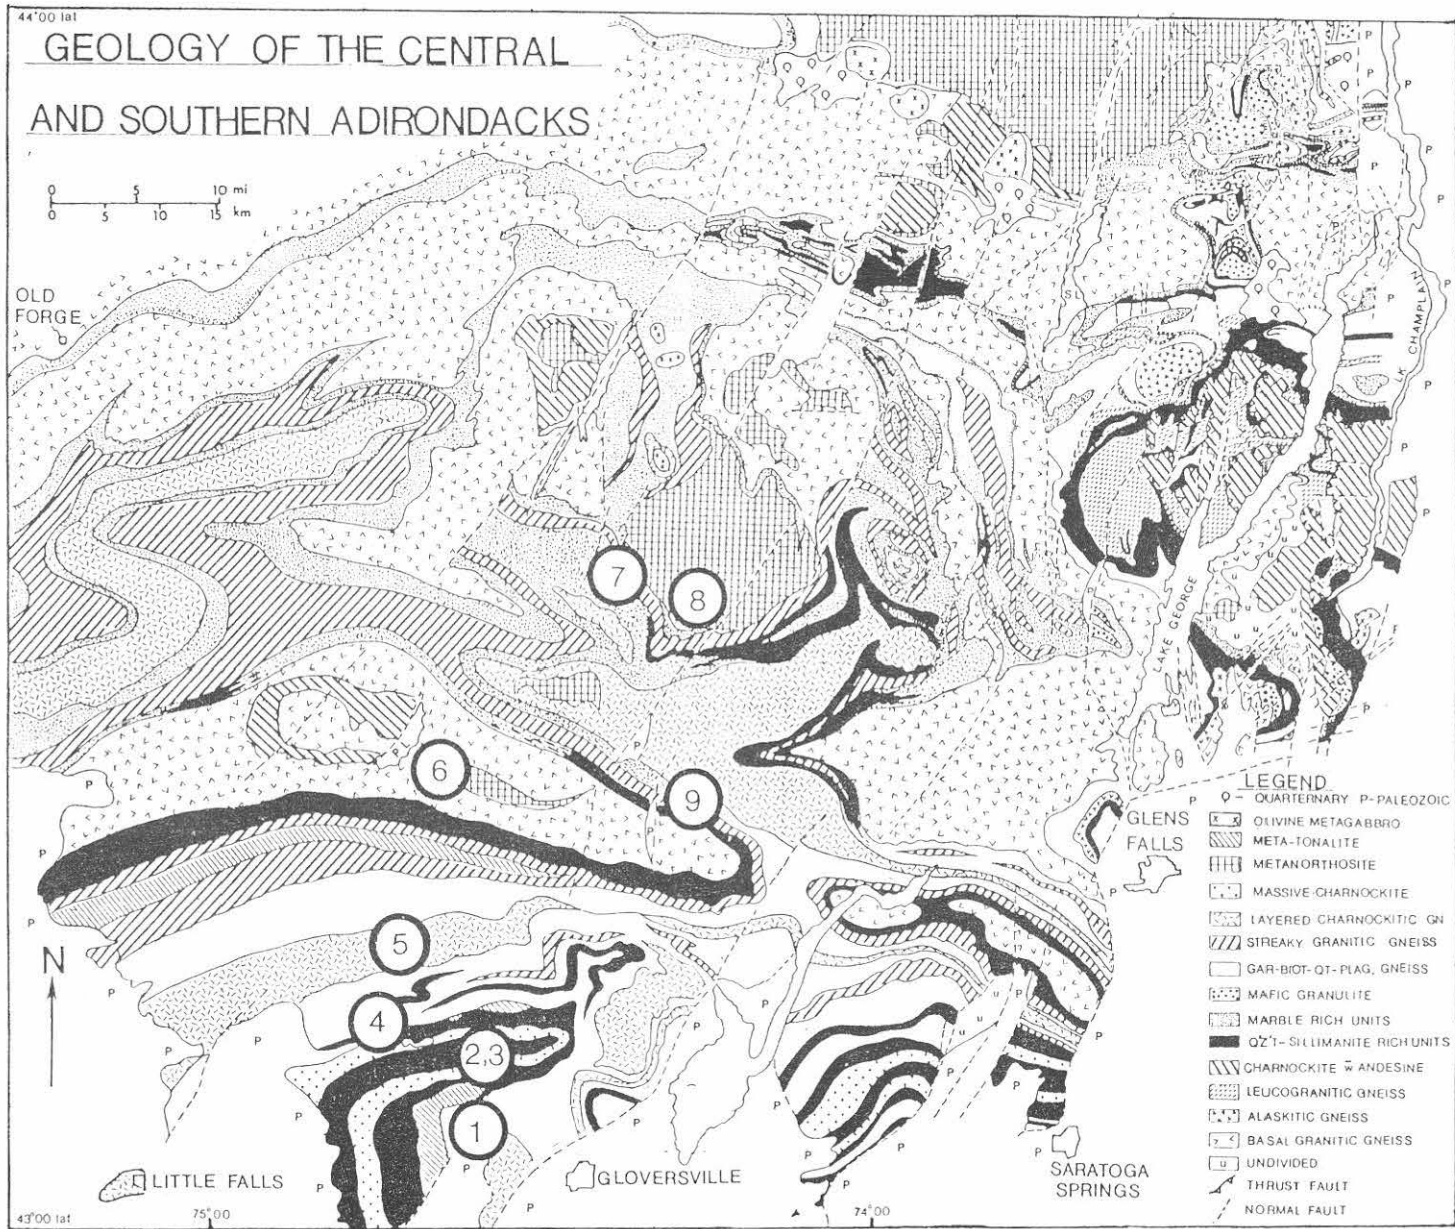 44°00 lat
GEOLOGY OF THE CENTRAL
AND SOUTHERN ADIRONDACKS
0 5 10 mi
0 5 10 15 km
OLD
FORGE
LK CHAMPLAIN
LAKE GEORGE
SL
7
8
6
9
5
4
2,3
1
N
GLENS
FALLS
LITTLE FALLS
GLOVERSVILLE
SARATOGA
SPRINGS
43°00 lat
75°00
74°00
LEGEND
Q - QUARTERNARY P-PALEOZOIC
OLIVINE METAGABBRO
META-TONALITE
METANORTHOSITE
MASSIVE-CHARNOCKITE
LAYERED CHARNOCKITIC GN
STREAKY GRANITIC GNEISS
GAR-BIOT-QT-PLAG, GNEISS
MAFIC GRANULITE
MARBLE RICH UNITS
Q'Z'T-SILLIMANITE RICH UNITS
CHARNOCKITE w̄ ANDESINE
LEUCOGRANITIC GNEISS
ALASKITIC GNEISS
BASAL GRANITIC GNEISS
u UNDIVIDED
THRUST FAULT
NORMAL FAULT